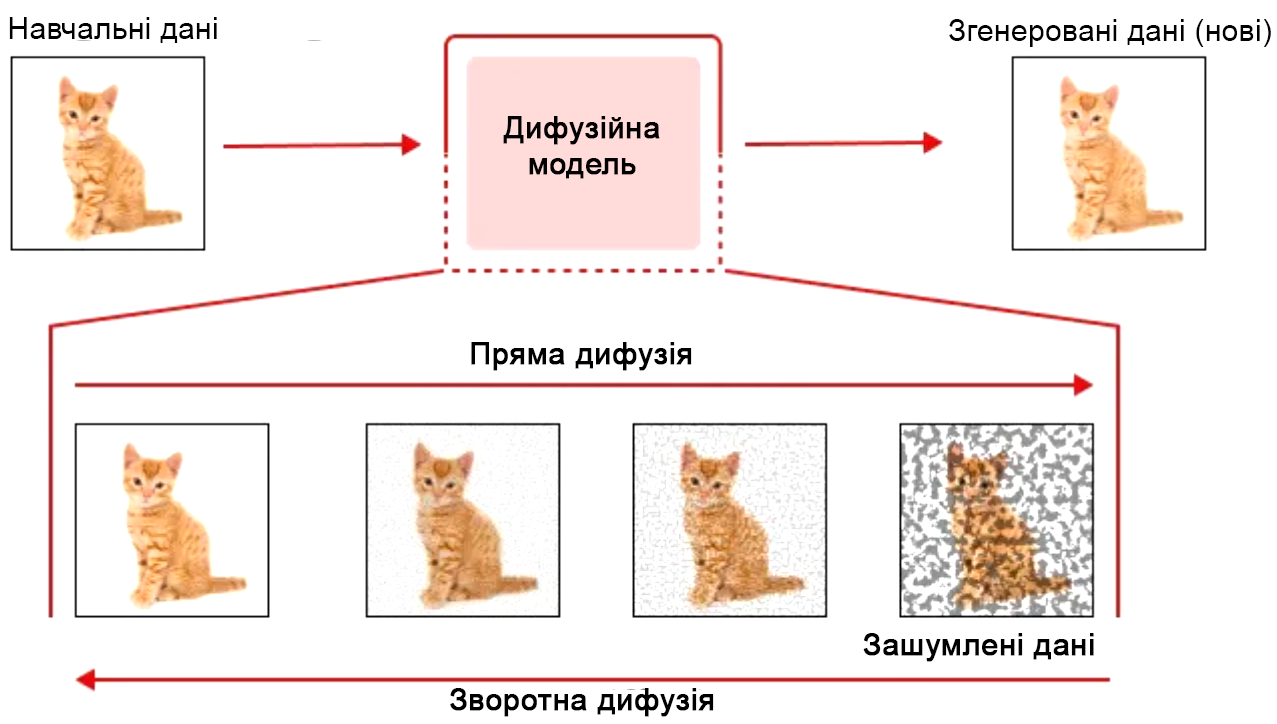 Навчальні дані
Згенеровані дані (нові)
Дифузійна
модель
Пряма дифузія
Зашумлені дані
Зворотна дифузія